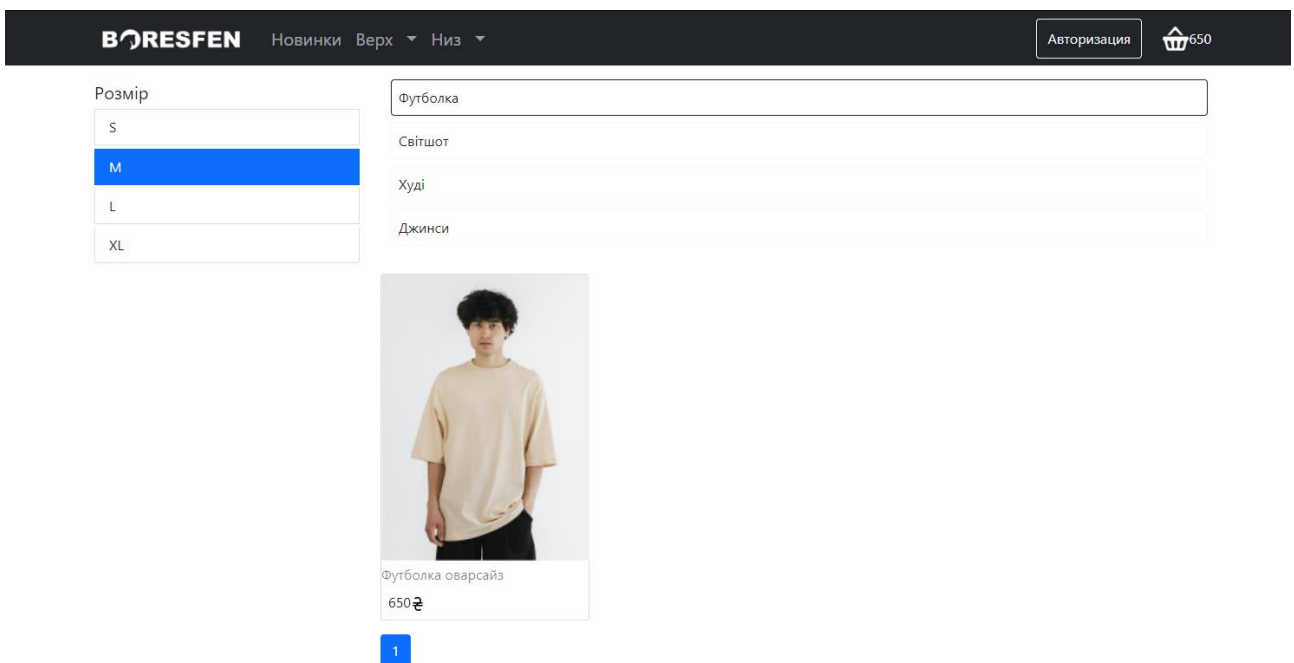 BORESFEN Новинки Верх Низ Авторизация 650
Розмір
S
M
L
XL
Футболка
Світшот
Худі
Джинси
Футболка оварсайз
650₴
1